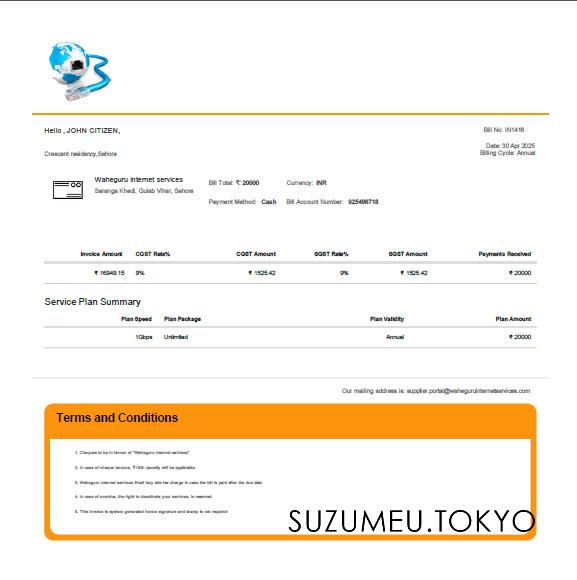 Hello , JOHN CITIZEN,
Bill No: IN1416
Crescent residency,Sehore
Date: 30 Apr 2025
Billing Cycle: Annual
Waheguru internet services
Saranga Khedi, Gulab Vihar, Sehore
Bill Total: ₹ 20000 Currency: INR
Payment Method: Cash Bill Account Number: 925496718
Invoice Amount CGST Rate% CGST Amount SGST Rate% SGST Amount Payments Received
₹ 16949.15 9% ₹ 1525.42 9% ₹ 1525.42 ₹ 20000
Service Plan Summary
Plan Speed Plan Package Plan Validity Plan Amount
1Gbps Unlimited Annual ₹ 20000
Our mailing address is: supplier.portal@waheguruinternetservices.com
Terms and Conditions
1. Cheques to be in favour of "Waheguru internet services".
2. In case of cheque bounce, ₹100/- penalty will be applicable.
3. Waheguru internet services Shall levy late fee charge in case the bill is paid after the due date
4. In case of overdue, the right to deactivate your services, is reserved.
5. This invoice is system generated hence signature and stamp is not required
SUZUMEU.TOKYO